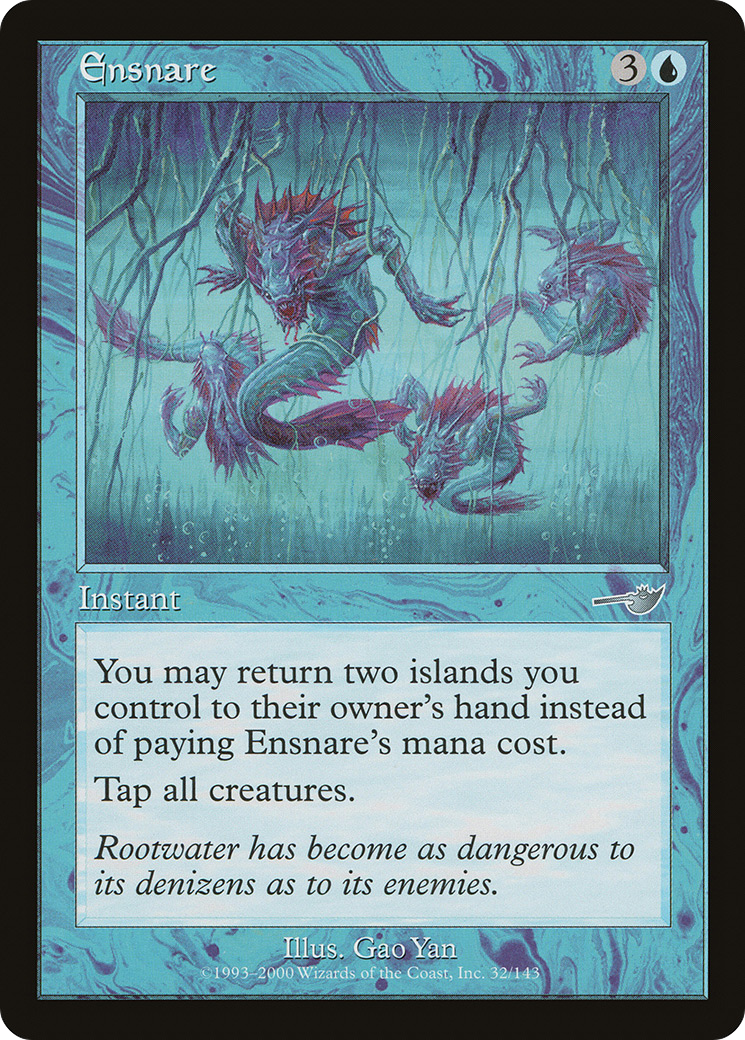 Ensnare
3
Instant
You may return two islands you
control to their owner's hand instead
of paying Ensnare's mana cost.
Tap all creatures.
Rootwater has become as dangerous to
its denizens as to its enemies.
Illus. Gao Yan
©1993–2000 Wizards of the Coast, Inc. 32/143